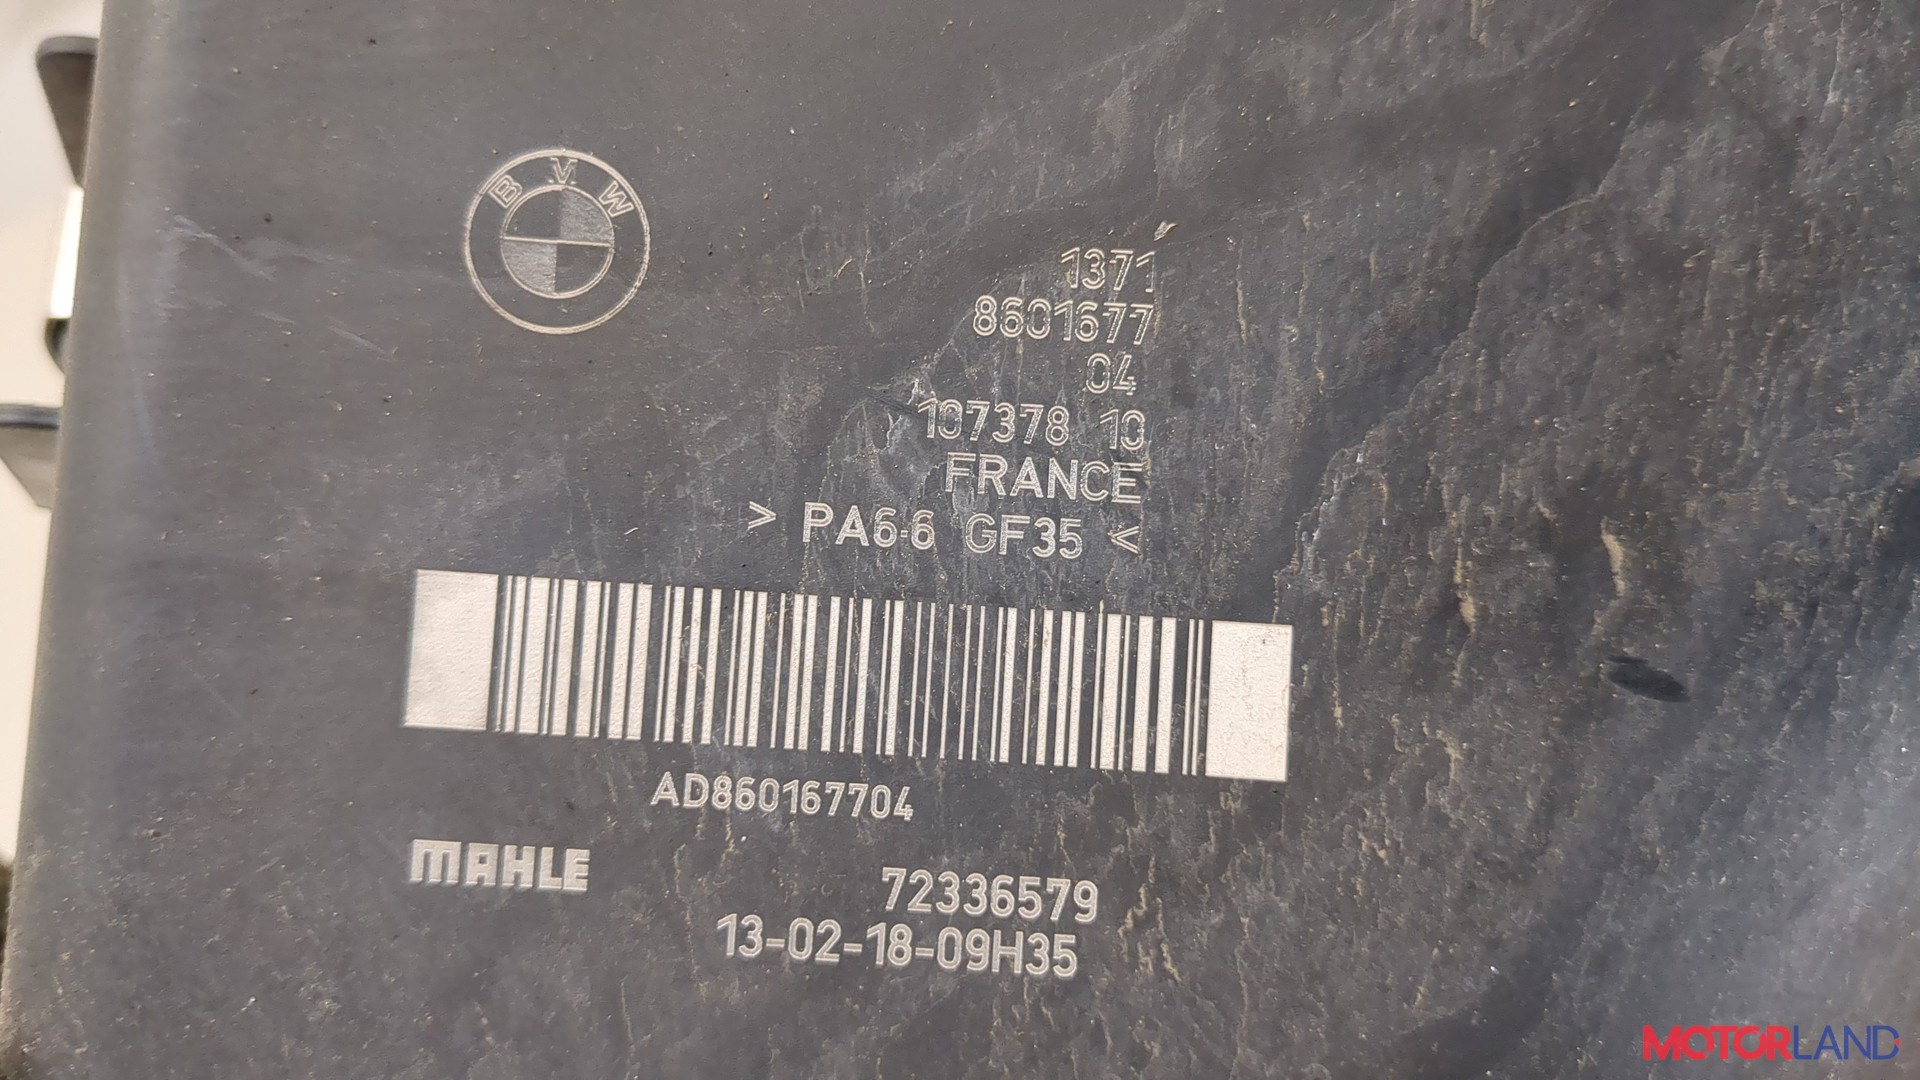 BMW
1371
8601677
04
107378 10
FRANCE
> PA6·6 GF35 <
AD860167704
MAHLE
72336579
13-02-18-09H35
MOTORLAND